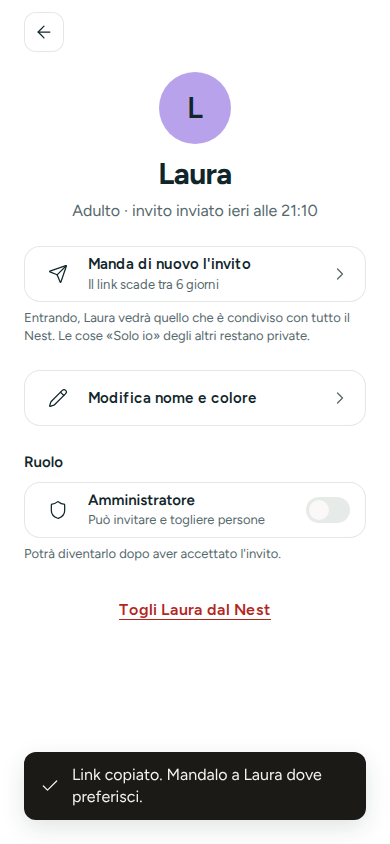 L
Laura
Adulto · invito inviato ieri alle 21:10
Manda di nuovo l'invito
Il link scade tra 6 giorni
Entrando, Laura vedrà quello che è condiviso con tutto il
Nest. Le cose «Solo io» degli altri restano private.
Modifica nome e colore
Ruolo
Amministratore
Può invitare e togliere persone
Potrà diventarlo dopo aver accettato l'invito.
Togli Laura dal Nest
Link copiato. Mandalo a Laura dove
preferisci.